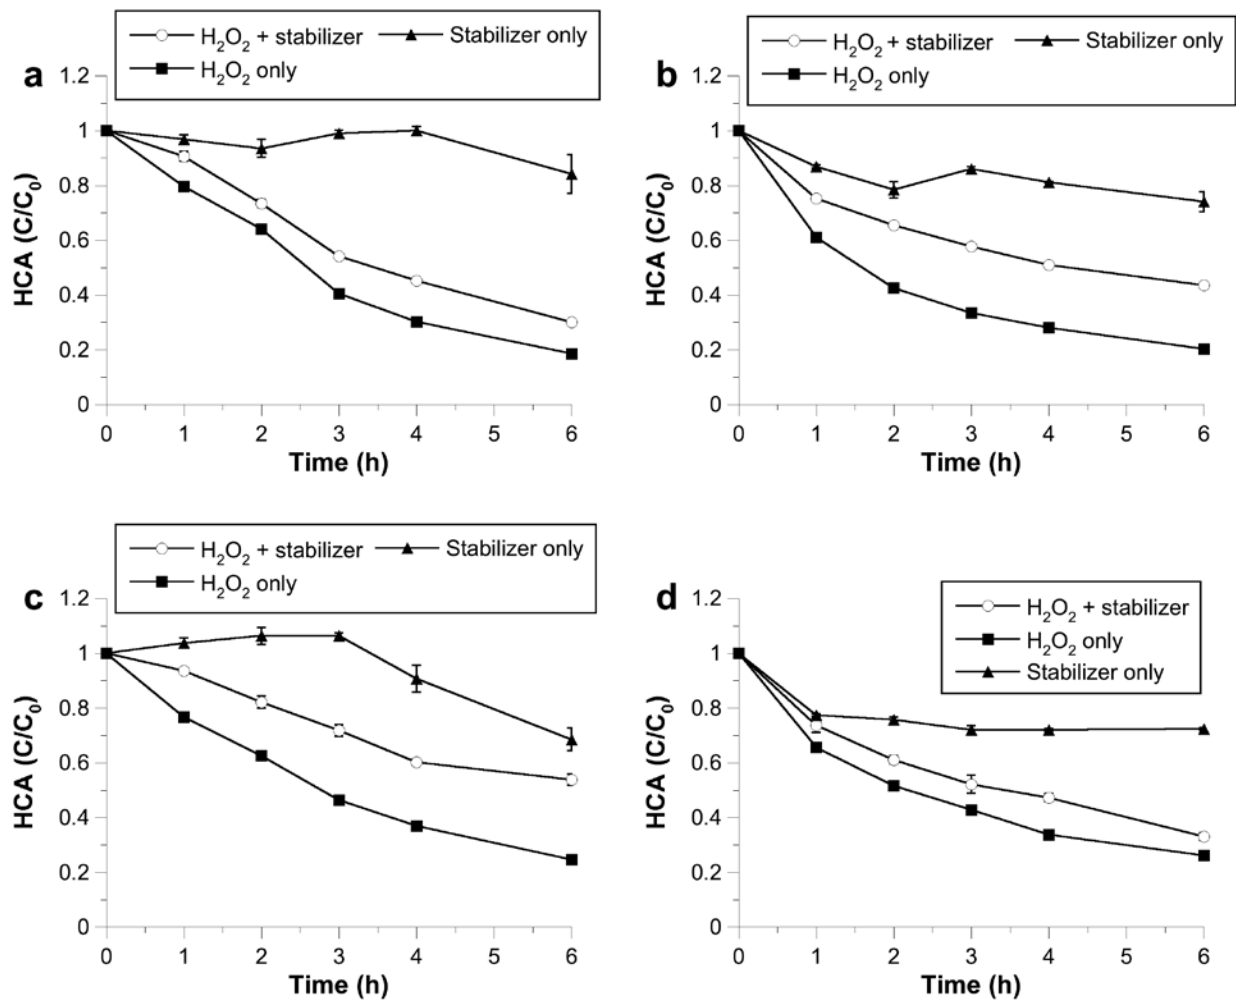 H₂O₂ + stabilizer Stabilizer only
H₂O₂ only
a
1.2
1
0.8
0.6
0.4
0.2
0
HCA (C/C₀)
0 1 2 3 4 5 6
Time (h)
H₂O₂ + stabilizer Stabilizer only
H₂O₂ only
b
1.2
1
0.8
0.6
0.4
0.2
0
HCA (C/C₀)
0 1 2 3 4 5 6
Time (h)
H₂O₂ + stabilizer Stabilizer only
H₂O₂ only
c
1.2
1
0.8
0.6
0.4
0.2
0
HCA (C/C₀)
0 1 2 3 4 5 6
Time (h)
d
H₂O₂ + stabilizer
H₂O₂ only
Stabilizer only
1.2
1
0.8
0.6
0.4
0.2
0
HCA (C/C₀)
0 1 2 3 4 5 6
Time (h)